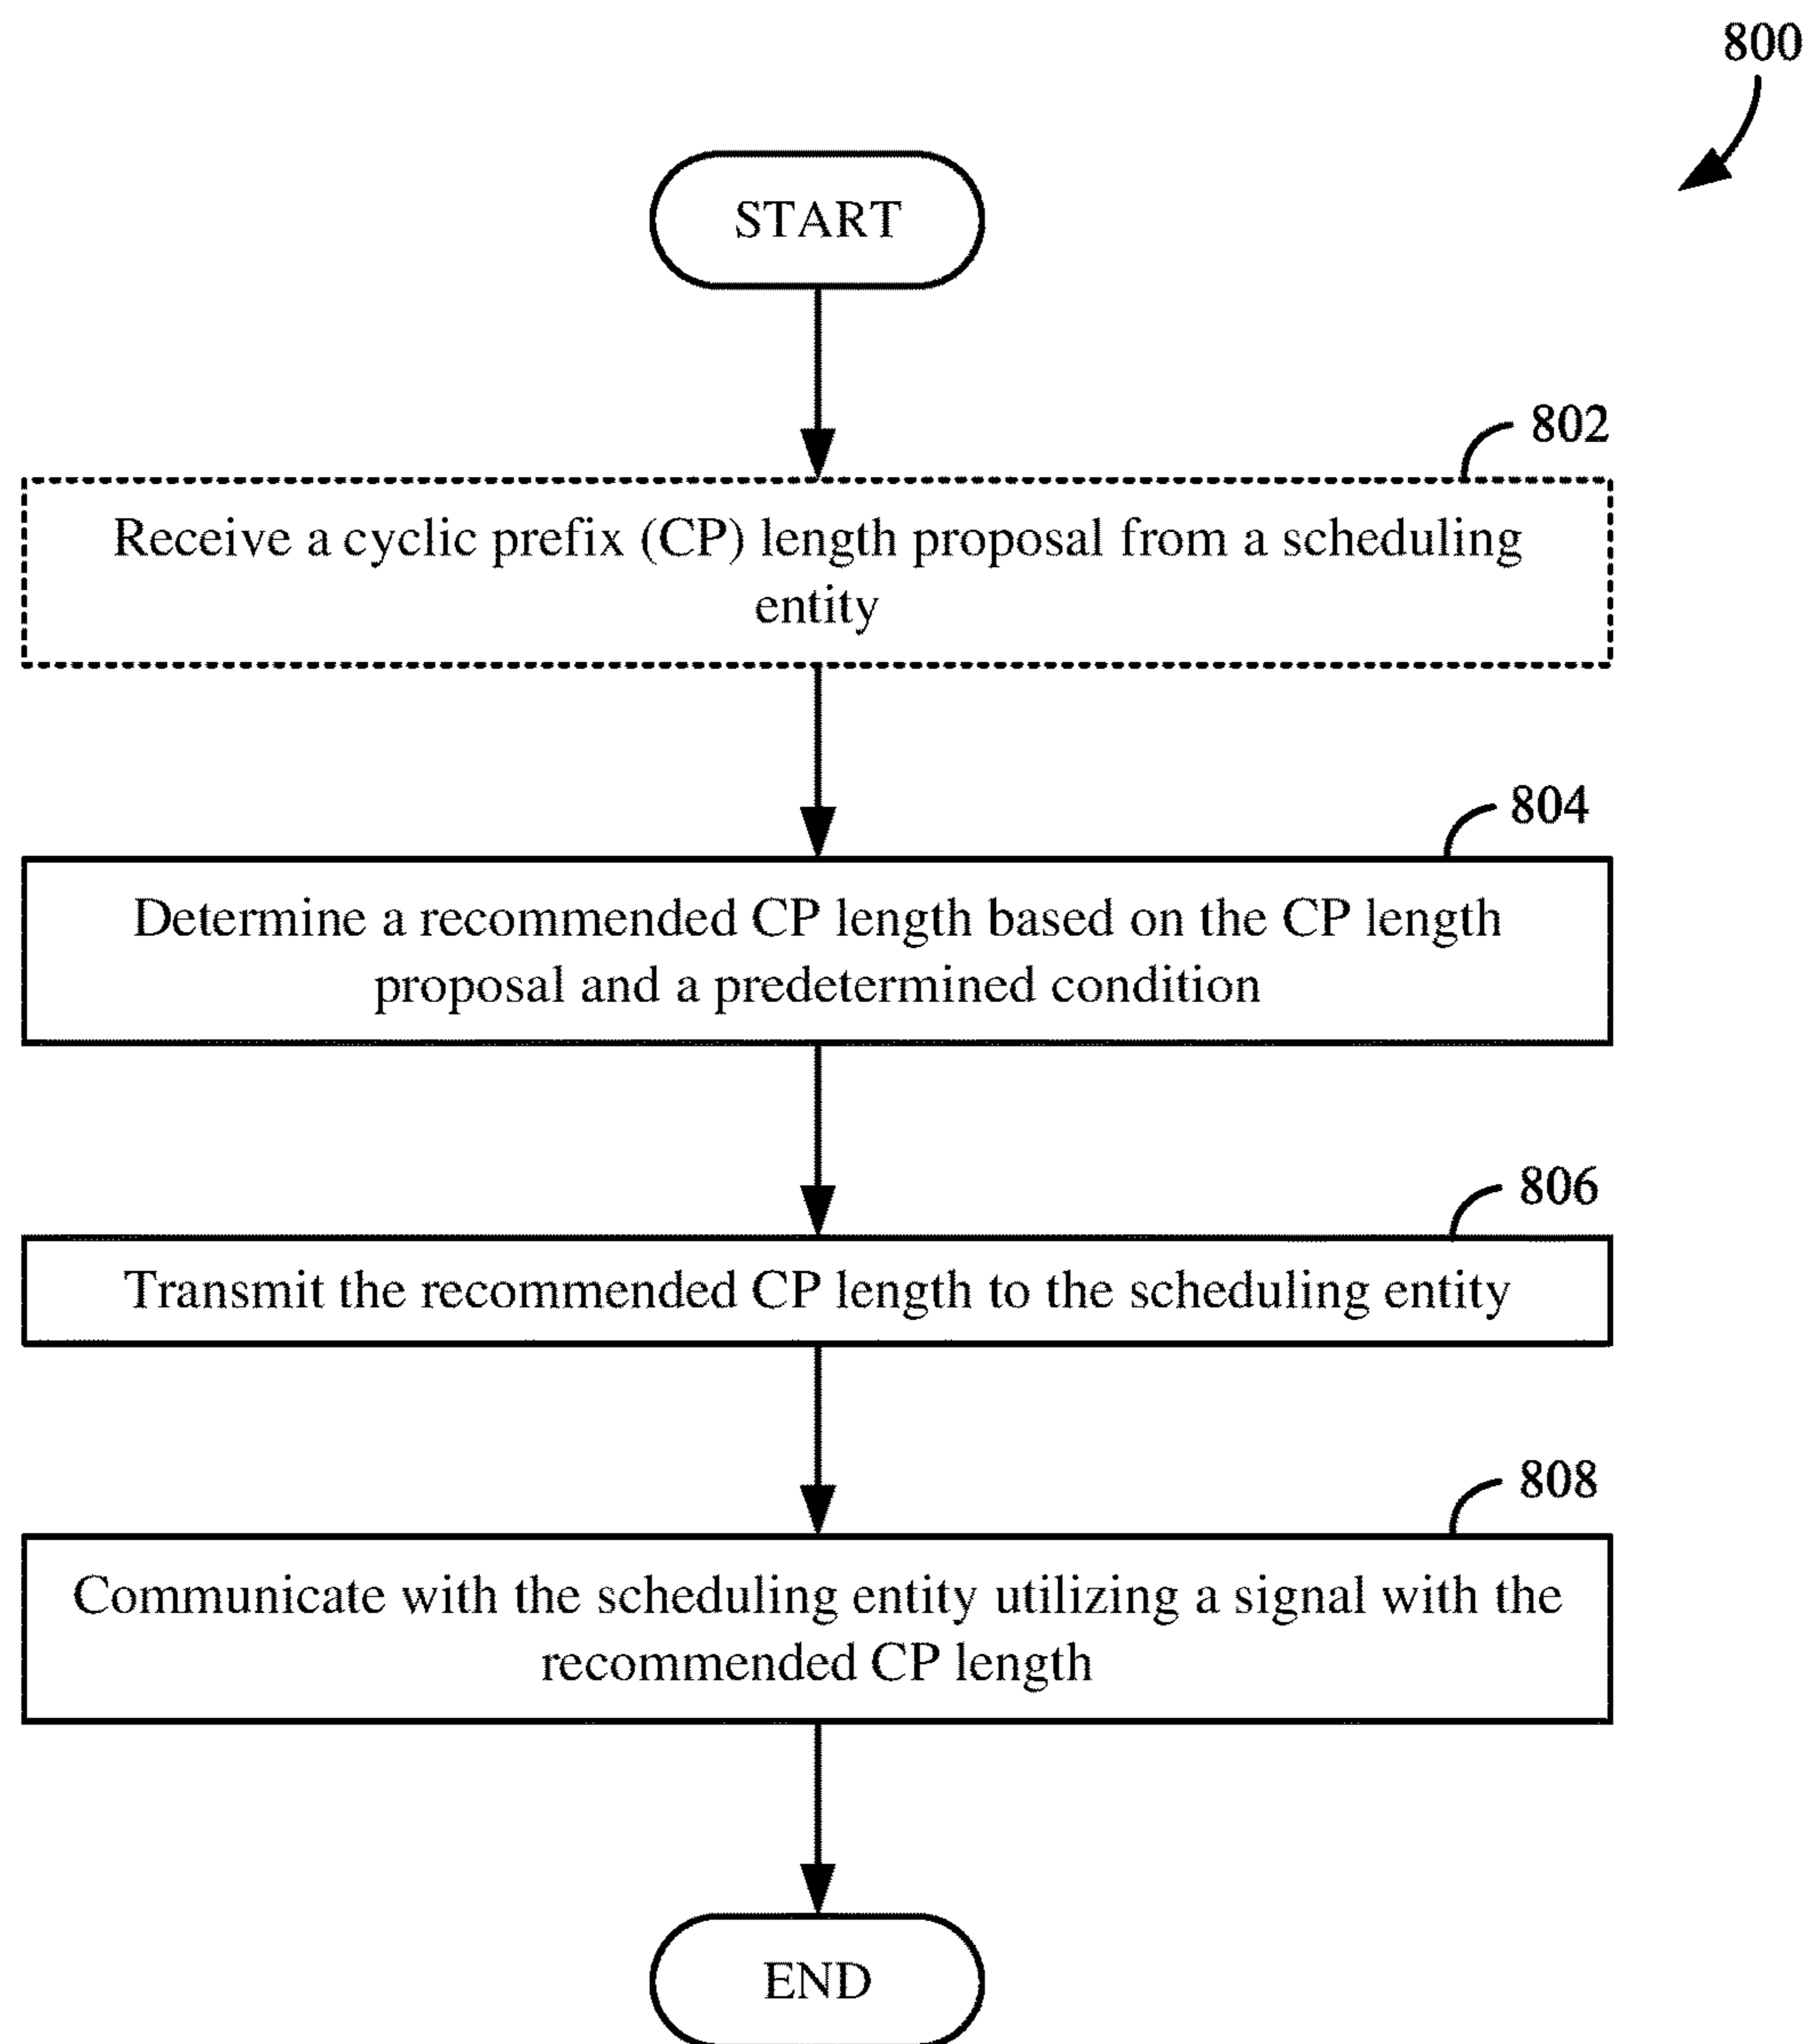 800
START
802
Receive a cyclic prefix (CP) length proposal from a scheduling
entity
804
Determine a recommended CP length based on the CP length
proposal and a predetermined condition
806
Transmit the recommended CP length to the scheduling entity
808
Communicate with the scheduling entity utilizing a signal with the
recommended CP length
END